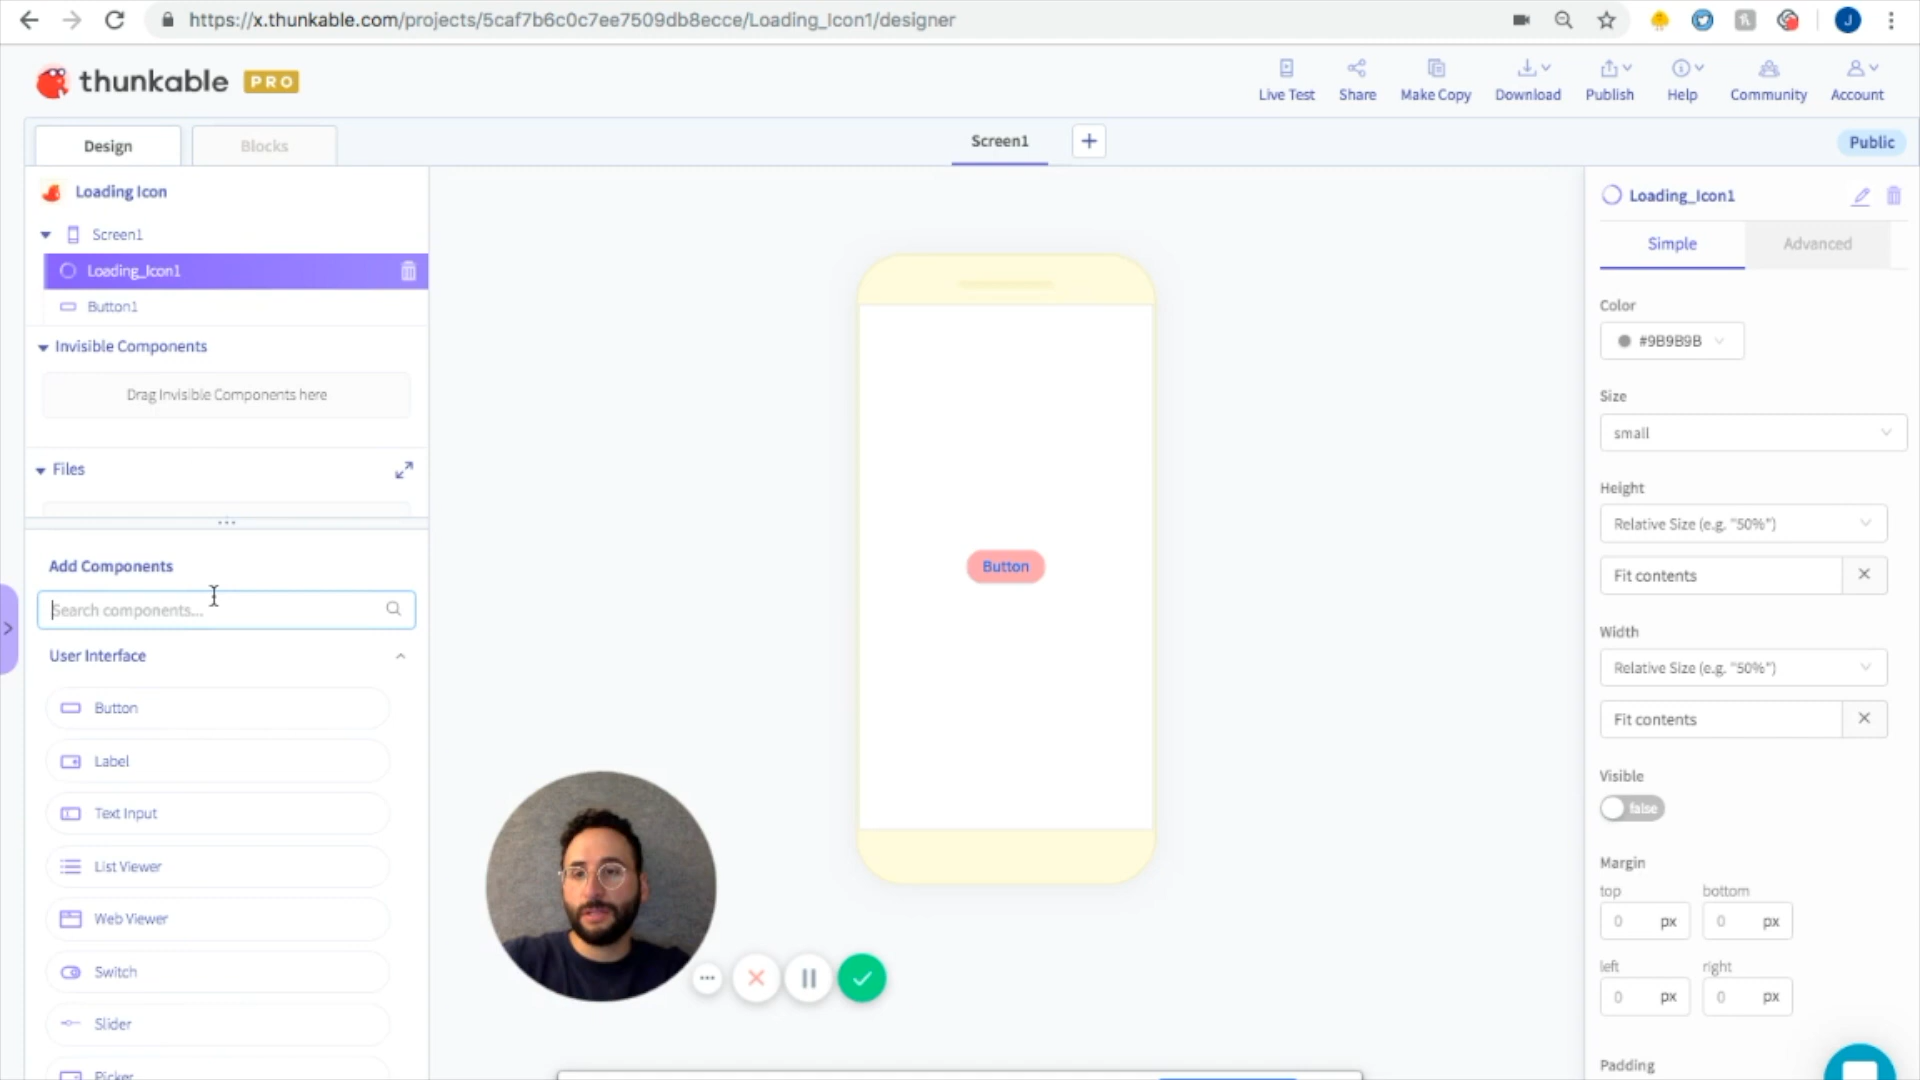 https://x.thunkable.com/projects/5caf7b6c0c7ee7509db8ecce/Loading_Icon1/designer
J
thunkable PRO
Live Test
Share
Make Copy
Download
Publish
Help
Community
Account
Design
Blocks
Screen1
+
Public
Loading Icon
Screen1
Loading_Icon1
Button1
Invisible Components
Drag Invisible Components here
Files
Add Components
Search components...
User Interface
Button
Label
Text Input
List Viewer
Web Viewer
Switch
Slider
Picker
Button
Loading_Icon1
Simple
Advanced
Color
#9B9B9B
Size
small
Height
Relative Size (e.g. "50%")
Fit contents
Width
Relative Size (e.g. "50%")
Fit contents
Visible
false
Margin
top
bottom
0 px
0 px
left
right
0 px
0 px
Padding